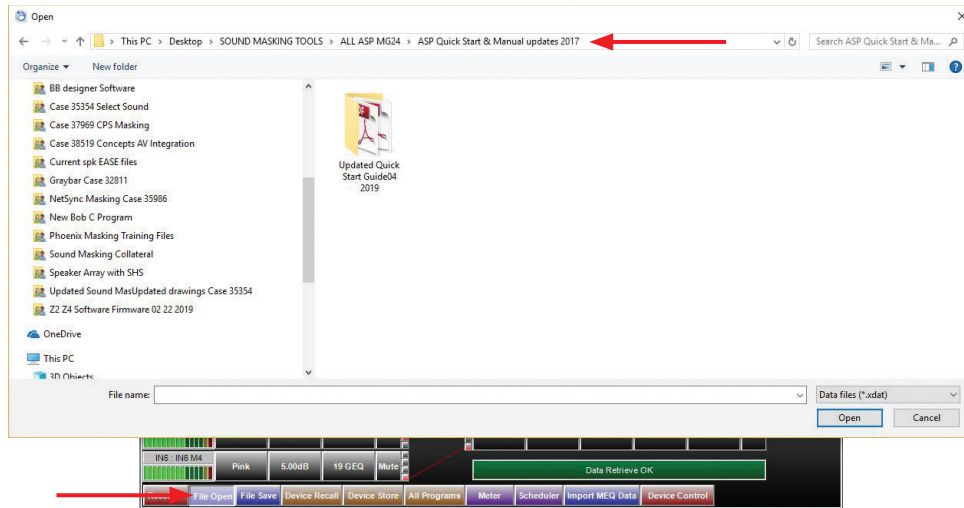 Open
This PC > Desktop > SOUND MASKING TOOLS > ALL ASP MG24 > ASP Quick Start & Manual updates 2017
Search ASP Quick Start & Ma...
Organize
New folder
BB designer Software
Case 35354 Select Sound
Case 37969 CPS Masking
Case 38519 Concepts AV Integration
Current spk EASE files
Graybar Case 32811
NetSync Masking Case 35986
New Bob C Program
Phoenix Masking Training Files
Sound Masking Collateral
Speaker Array with SHS
Updated Sound MasUpdated drawings Case 35354
Z2 Z4 Software Firmware 02 22 2019
OneDrive
This PC
3D Objects
Updated Quick
Start Guide04
2019
File name:
Data files (*.xdat)
Open
Cancel
IN6 : IN6 M4
Pink
5.00dB
19 GEQ
Mute
Data Retrieve OK
File Open
File Save
Device Recall
Device Store
All Programs
Meter
Scheduler
Import MEQ Data
Device Control